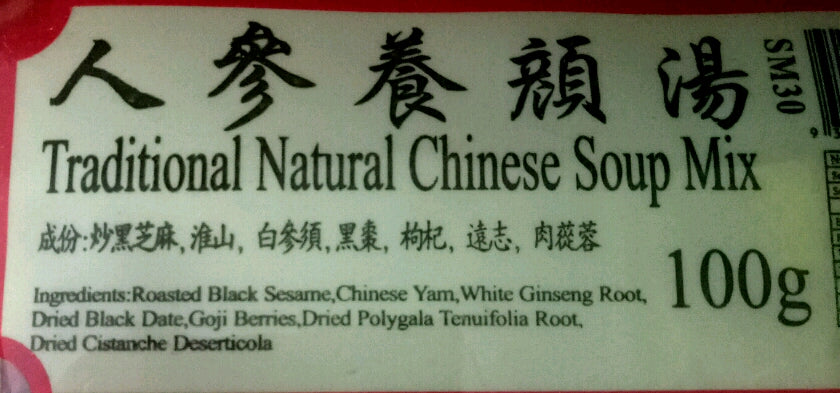 人參養顏湯
SM30
Traditional Natural Chinese Soup Mix
成份:炒黑芝麻,淮山,白參須,黑棗,枸杞,遠志,肉蓯蓉
100g
Ingredients:Roasted Black Sesame,Chinese Yam,White Ginseng Root,
Dried Black Date,Goji Berries,Dried Polygala Tenuifolia Root,
Dried Cistanche Deserticola